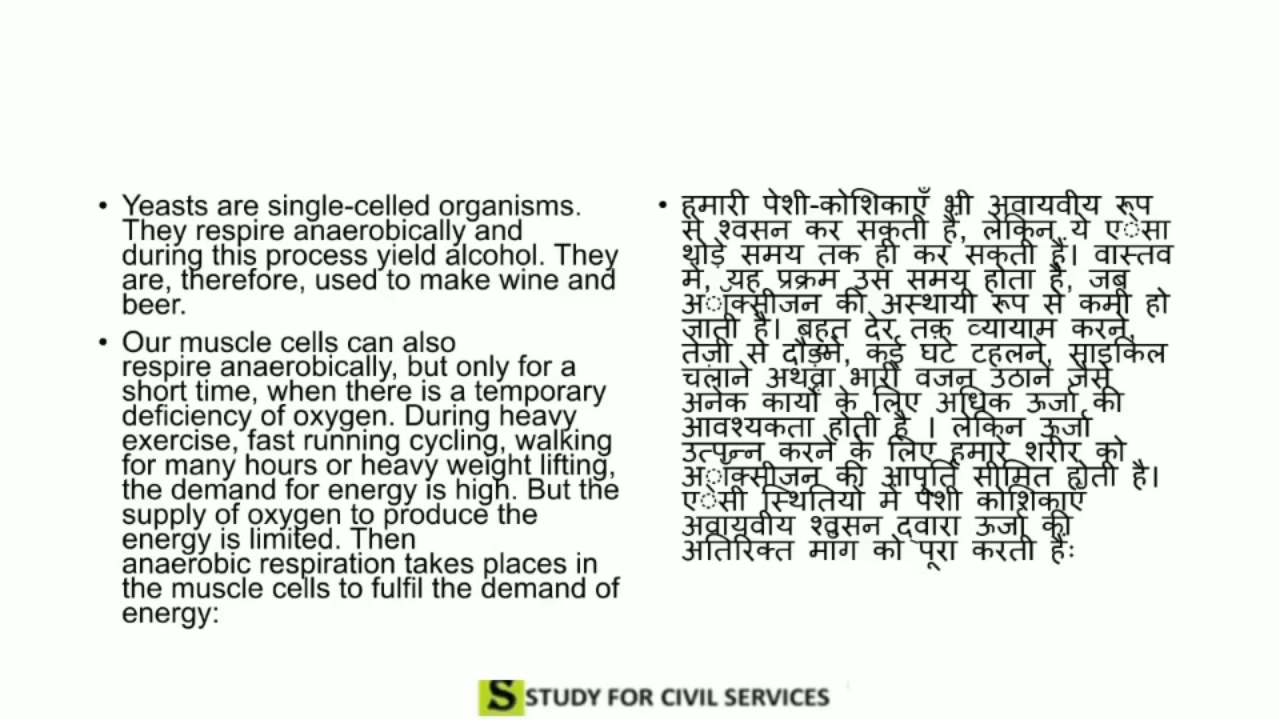 • Yeasts are single-celled organisms.
They respire anaerobically and
during this process yield alcohol. They
are, therefore, used to make wine and
beer.
• Our muscle cells can also
respire anaerobically, but only for a
short time, when there is a temporary
deficiency of oxygen. During heavy
exercise, fast running cycling, walking
for many hours or heavy weight lifting,
the demand for energy is high. But the
supply of oxygen to produce the
energy is limited. Then
anaerobic respiration takes places in
the muscle cells to fulfil the demand of
energy:
• हमारी पेशी-कोशिकाएँ भी अवायवीय रूप
से श्वसन कर सकती हैं, लेकिन ये एेसा
थोड़े समय तक ही कर सकती हैं। वास्तव
में, यह प्रक्रम उस समय होता है, जब
अाॅक्सीजन की अस्थायी रूप से कमी हो
जाती है। बहुत देर तक़ व्यायाम करने,
तेज़ी से दौड़ने, कई घंटे टहलने, साइकिल
चलाने अथवा भारी वजन उठाने जैसे
अनेक कार्यों के लिए अधिक ऊर्जा की
आवश्यकता होती है । लेकिन ऊर्जा
उत्पन्न करने के लिए हमारे शरीर को
अाॅक्सीजन की आपूर्ति सीमित होती है।
एेसी स्थितियों में पेशी कोशिकाएँ
अवायवीय श्वसन द्वारा ऊर्जा की
अतिरिक्त मांग को पूरा करती हैंः
S STUDY FOR CIVIL SERVICES